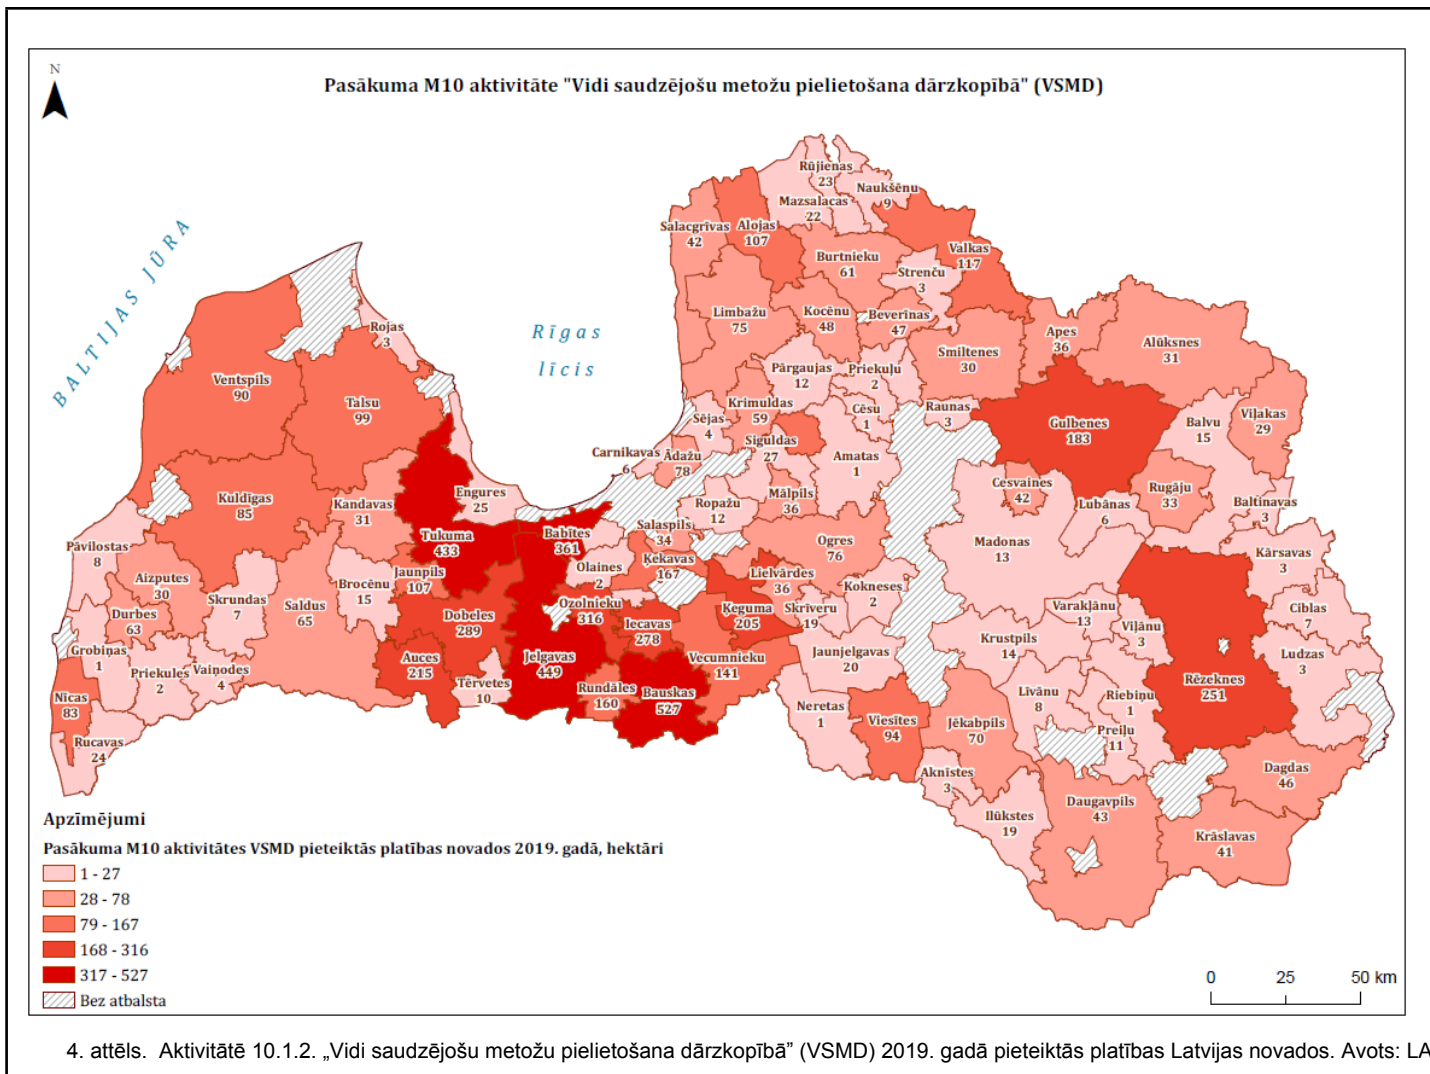 N
Pasākuma M10 aktivitāte "Vidi saudzējošu metožu pielietošana dārzkopībā" (VSMD)
BALTIJAS JŪRA
Rīgas
līcis
Rūjienas
23
Naukšēnu
9
Mazsalacas
22
Salacgrīvas
42
Alojas
107
Valkas
117
Burtnieku
61
Strenču
3
Rojas
3
Limbažu
75
Kocēnu
48
Beverīnas
47
Apes
36
Alūksnes
31
Smiltenes
30
Ventspils
90
Talsu
99
Pārgaujas
12
Priekuļu
2
Krimuldas
59
Cēsu
1
Raunas
3
Gulbenes
183
Balvu
15
Viļakas
29
Sējas
4
Siguldas
27
Carnikavas
6
Ādažu
78
Amatas
1
Kuldīgas
85
Kandavas
31
Engures
25
Mālpils
36
Ropažu
12
Cesvaines
42
Lubānas
6
Rugāju
33
Baltinavas
3
Tukuma
433
Babītes
361
Salaspils
34
Ogres
76
Madonas
13
Pāvilostas
8
Kārsavas
3
Ķekavas
167
Olaines
2
Lielvārdes
36
Aizputes
30
Jaunpils
107
Brocēnu
15
Kokneses
2
Skrundas
7
Saldus
65
Durbes
63
Dobeles
289
Ozolnieku
316
Iecavas
278
Ķeguma
205
Skrīveru
19
Varakļānu
13
Viļānu
3
Ciblas
7
Krustpils
14
Jaunjelgavas
20
Ludzas
3
Grobiņas
1
Priekules
2
Vaiņodes
4
Auces
215
Jelgavas
449
Vecumnieku
141
Tērvetes
10
Rundāles
160
Bauskas
527
Rēzeknes
251
Nīcas
83
Līvānu
8
Riebiņu
1
Neretas
1
Viesītes
94
Jēkabpils
70
Preiļu
11
Rucavas
24
Aknīstes
3
Dagdas
46
Daugavpils
43
Ilūkstes
19
Krāslavas
41
Apzīmējumi
Pasākuma M10 aktivitātes VSMD pieteiktās platības novados 2019. gadā, hektāri
1 - 27
28 - 78
79 - 167
168 - 316
317 - 527
Bez atbalsta
0 25 50 km
4. attēls. Aktivitātē 10.1.2. „Vidi saudzējošu metožu pielietošana dārzkopībā” (VSMD) 2019. gadā pieteiktās platības Latvijas novados. Avots: LA